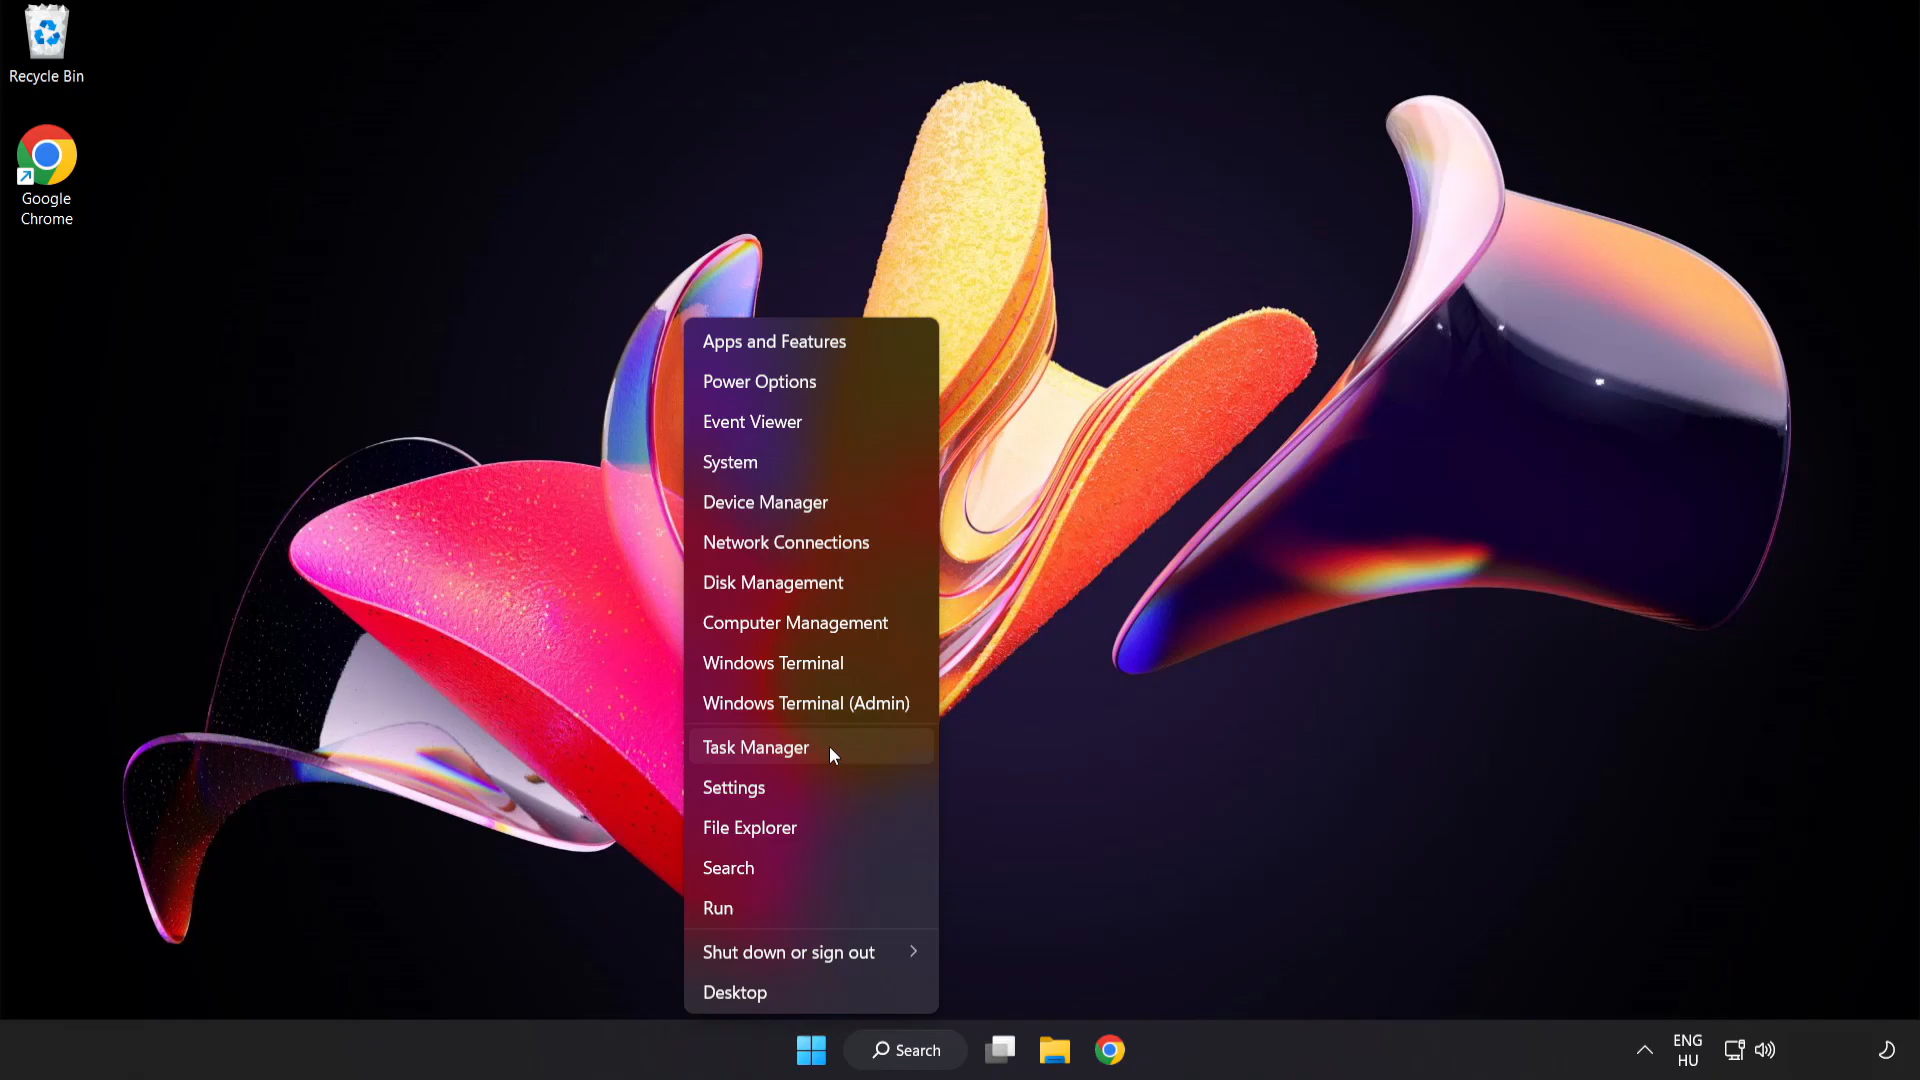 Recycle Bin
Google
Chrome
Apps and Features
Power Options
Event Viewer
System
Device Manager
Network Connections
Disk Management
Computer Management
Windows Terminal
Windows Terminal (Admin)
Task Manager
Settings
File Explorer
Search
Run
Shut down or sign out
Desktop
Search
ENG
HU